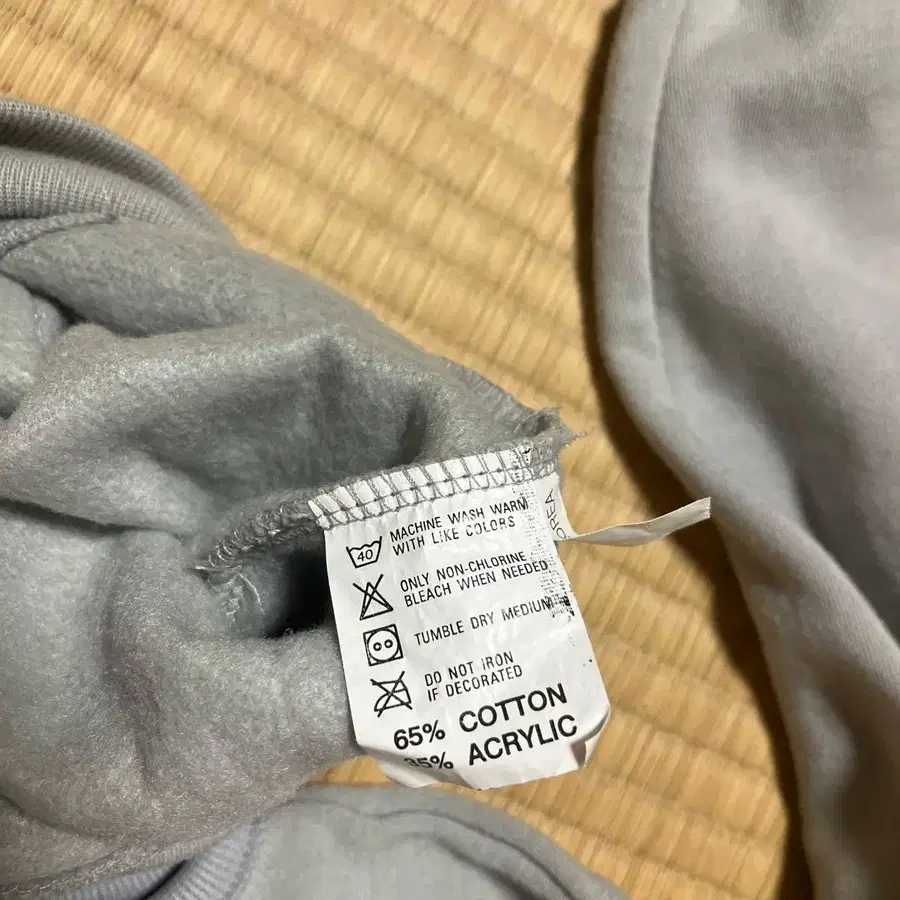 40
MACHINE WASH WARM
WITH LIKE COLORS
ONLY NON-CHLORINE
BLEACH WHEN NEEDED
TUMBLE DRY MEDIUM
DO NOT IRON
IF DECORATED
65% COTTON
35% ACRYLIC